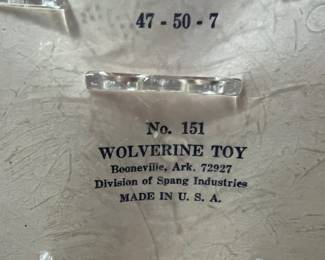 47 - 50 - 7
No. 151
WOLVERINE TOY
Booneville, Ark. 72927
Division of Spang Industries
MADE IN U. S. A.